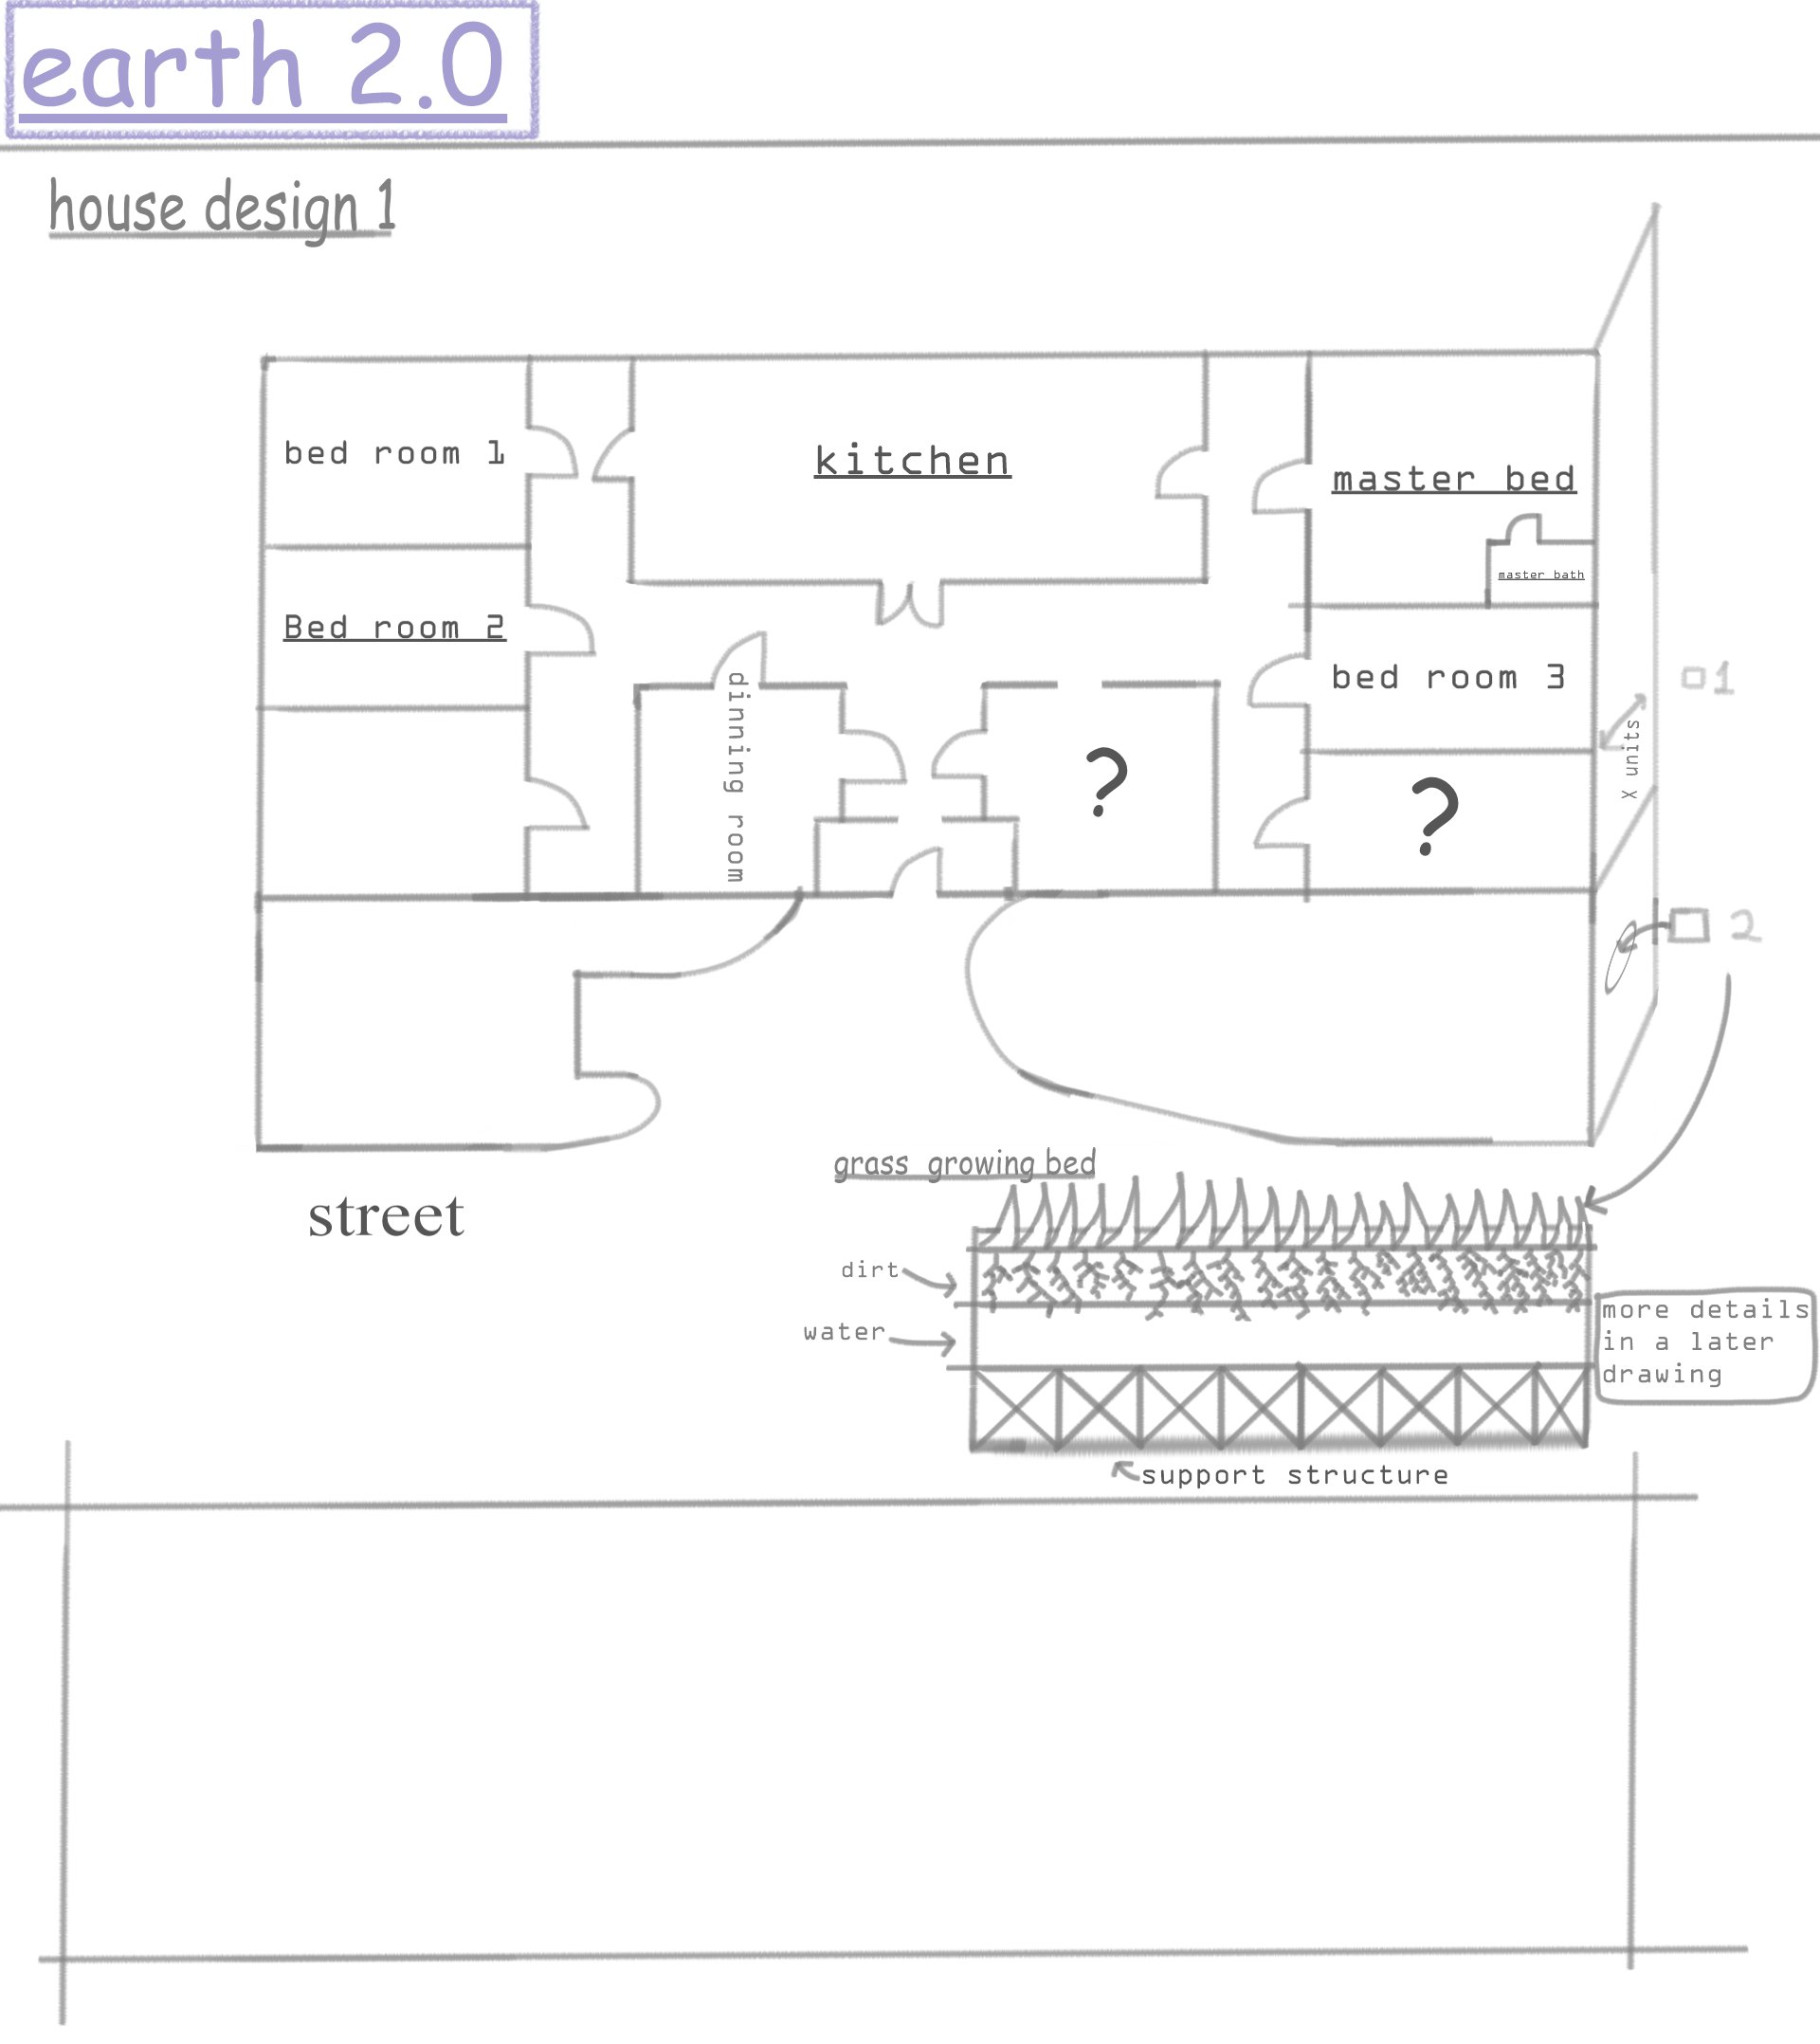 earth 2.0
house design 1
bed room 1
kitchen
master bed
master bath
Bed room 2
bed room 3
dinning room
?
?
X units
1
2
street
grass growing bed
dirt
water
more details
in a later
drawing
support structure